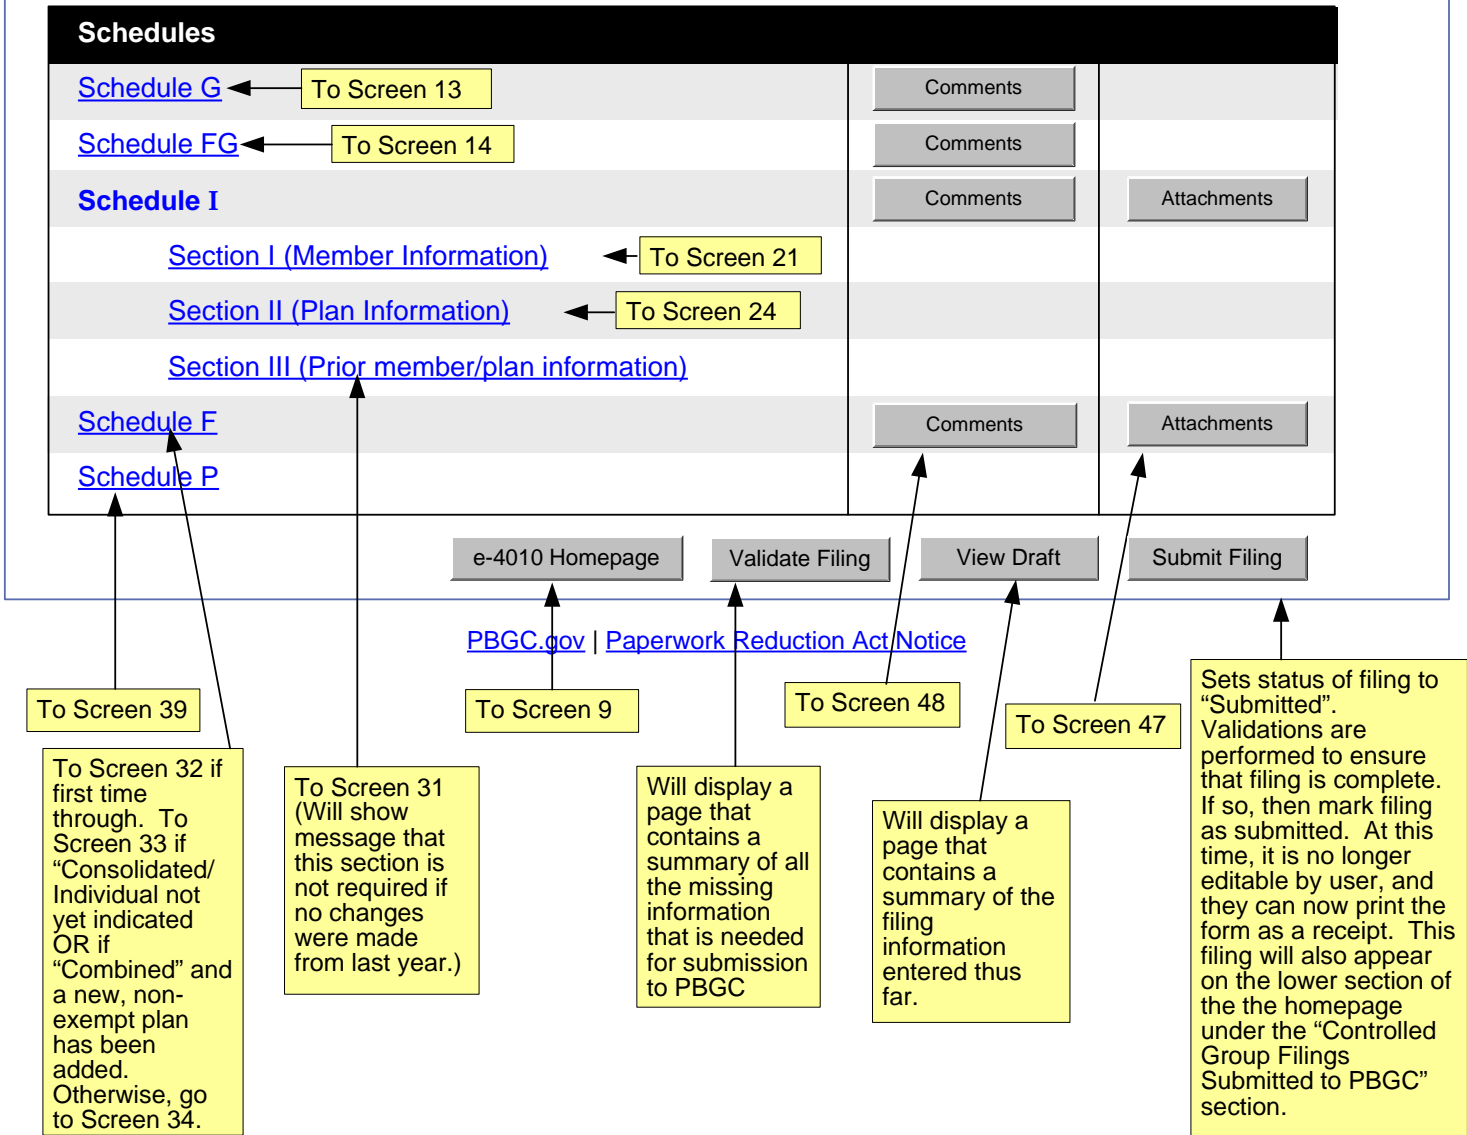 Schedules
Schedule G
To Screen 13
Comments
Schedule FG
To Screen 14
Comments
Schedule I
Comments
Attachments
Section I (Member Information)
To Screen 21
Section II (Plan Information)
To Screen 24
Section III (Prior member/plan information)
Schedule F
Comments
Attachments
Schedule P
e-4010 Homepage
Validate Filing
View Draft
Submit Filing
PBGC.gov | Paperwork Reduction Act Notice
To Screen 39
To Screen 9
To Screen 48
To Screen 47
To Screen 32 if
first time
through.  To
Screen 33 if
“Consolidated/
Individual not
yet indicated
OR if
“Combined” and
a new, non-
exempt plan
has been
added.
Otherwise, go
to Screen 34.
To Screen 31
(Will show
message that
this section is
not required if
no changes
were made
from last year.)
Will display a
page that
contains a
summary of all
the missing
information
that is needed
for submission
to PBGC
Will display a
page that
contains a
summary of the
filing
information
entered thus
far.
Sets status of filing to
“Submitted”.
Validations are
performed to ensure
that filing is complete.
If so, then mark filing
as submitted.  At this
time, it is no longer
editable by user, and
they can now print the
form as a receipt.  This
filing will also appear
on the lower section of
the the homepage
under the “Controlled
Group Filings
Submitted to PBGC”
section.